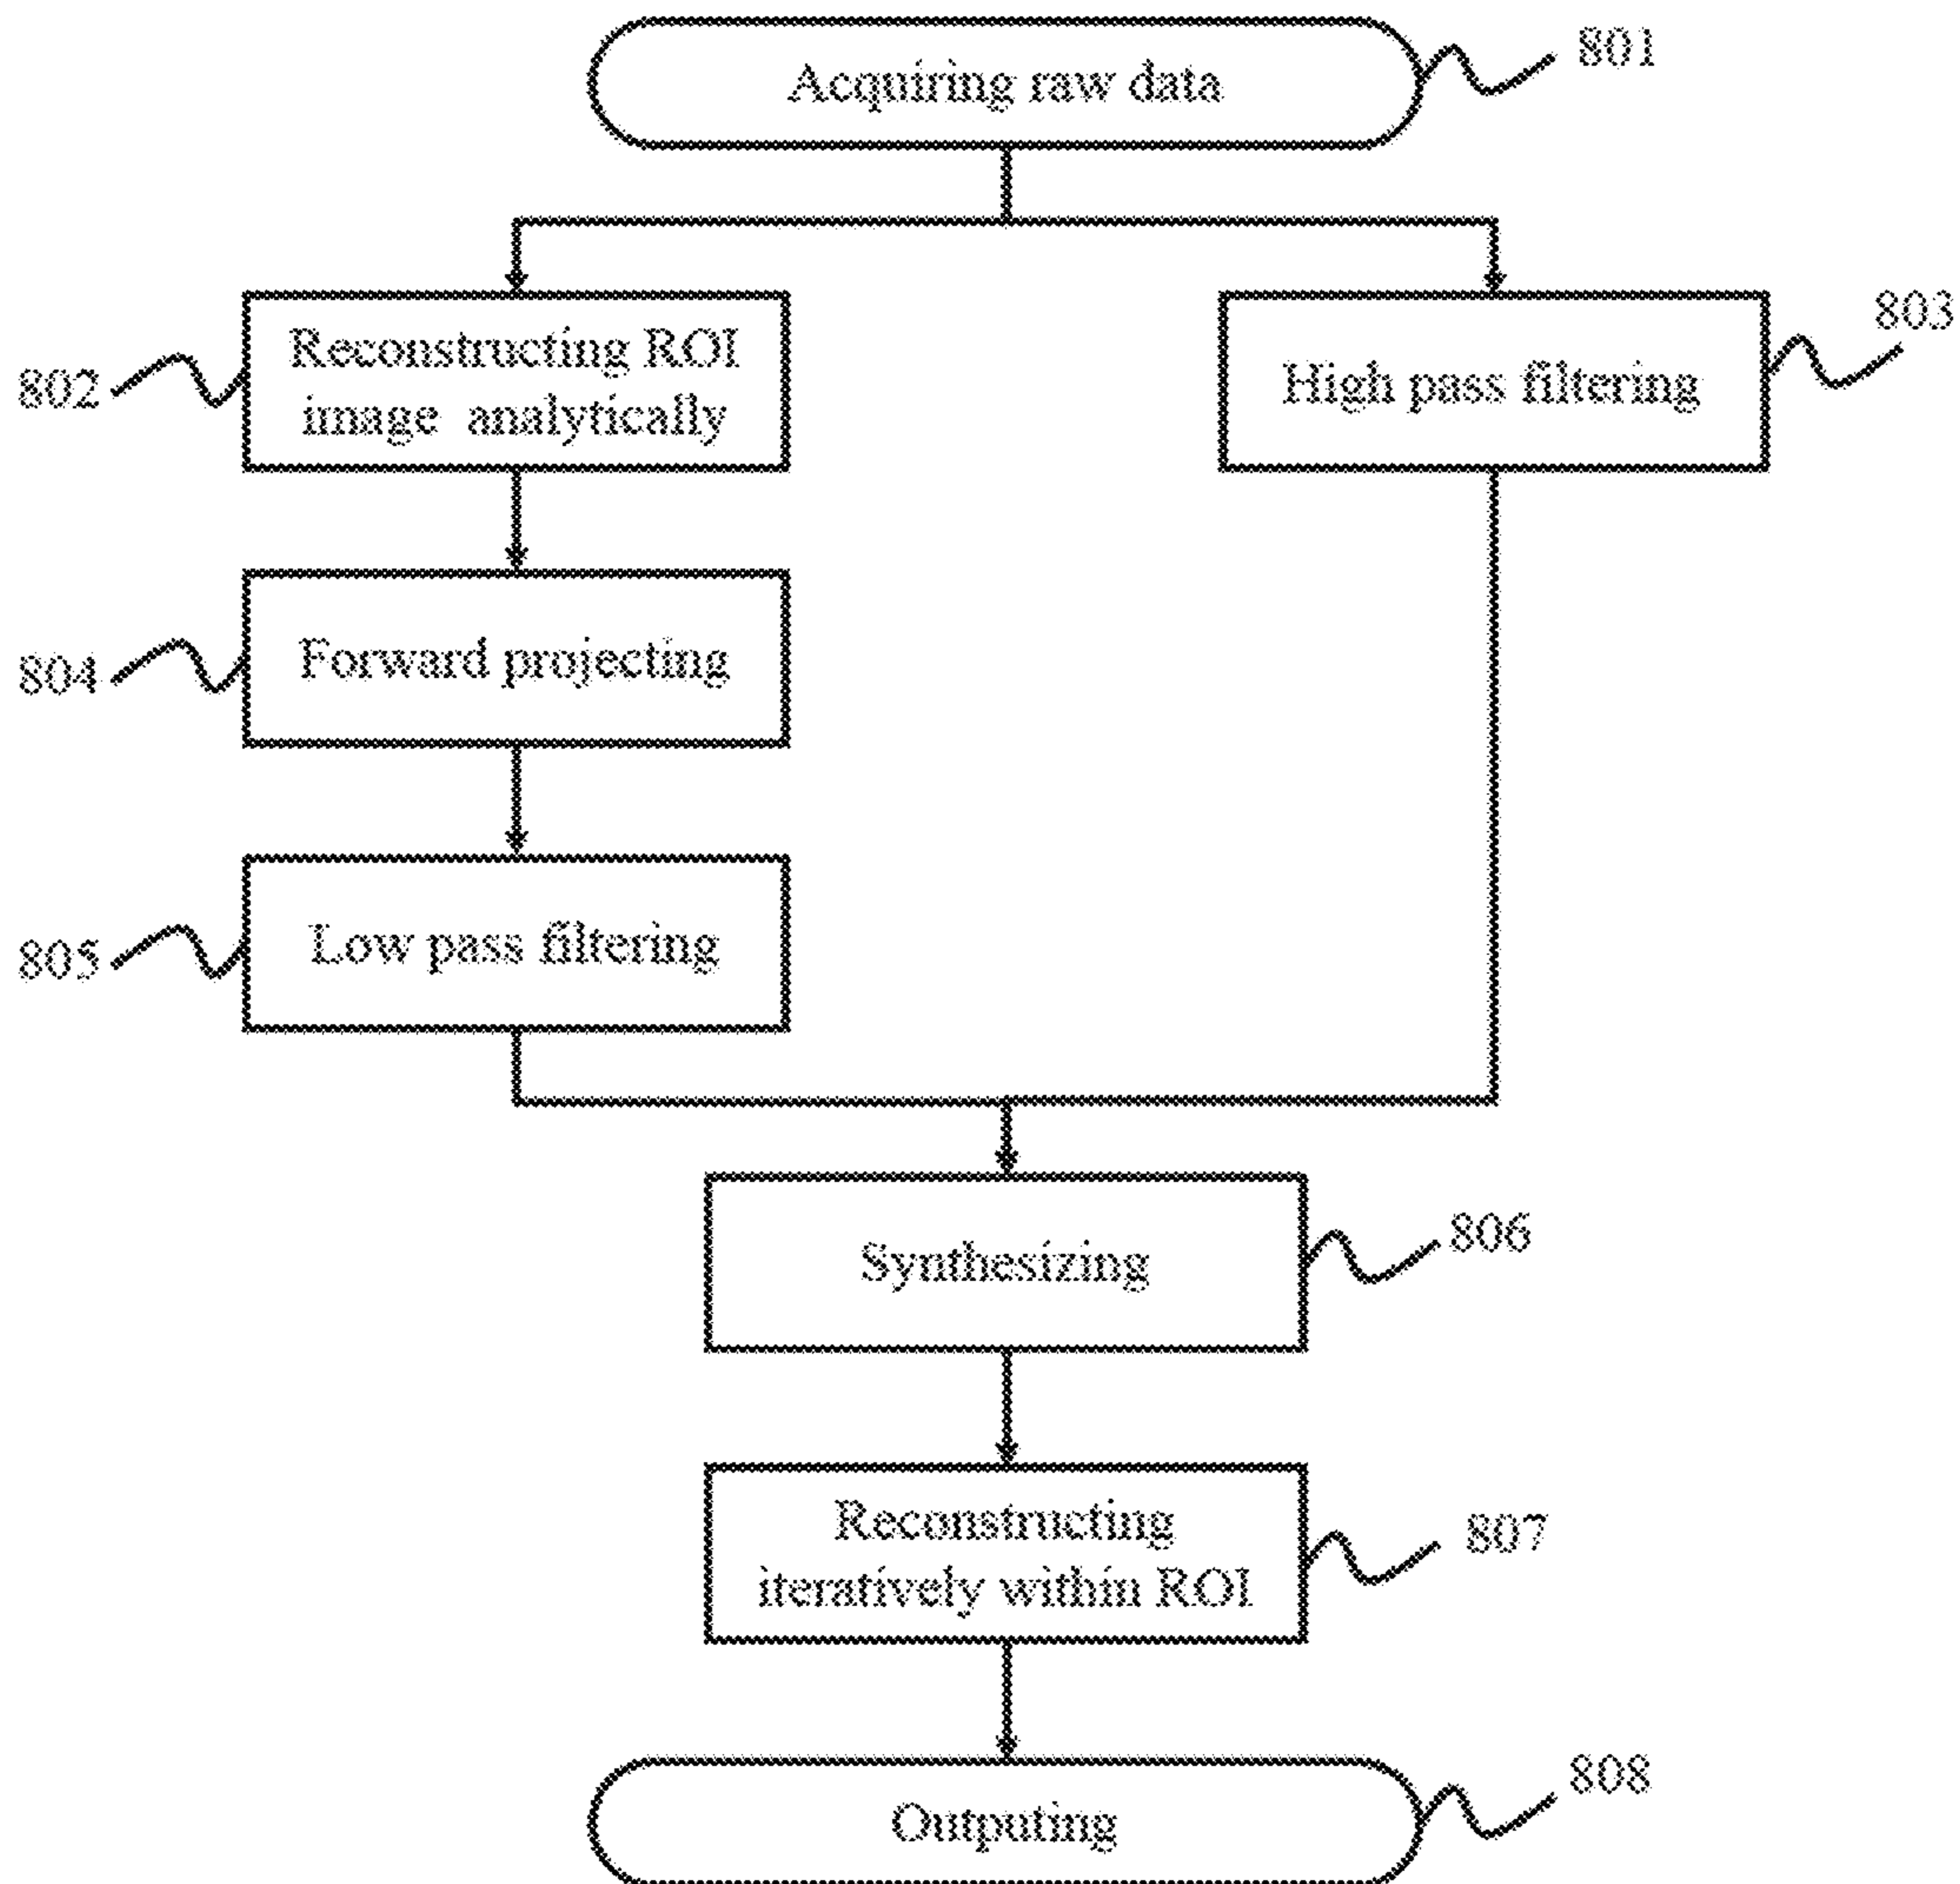 Acquiring raw data
801
Reconstructing ROI
image analytically
802
High pass filtering
803
Forward projecting
804
Low pass filtering
805
Synthesizing
806
Reconstructing
iteratively within ROI
807
Outputing
808